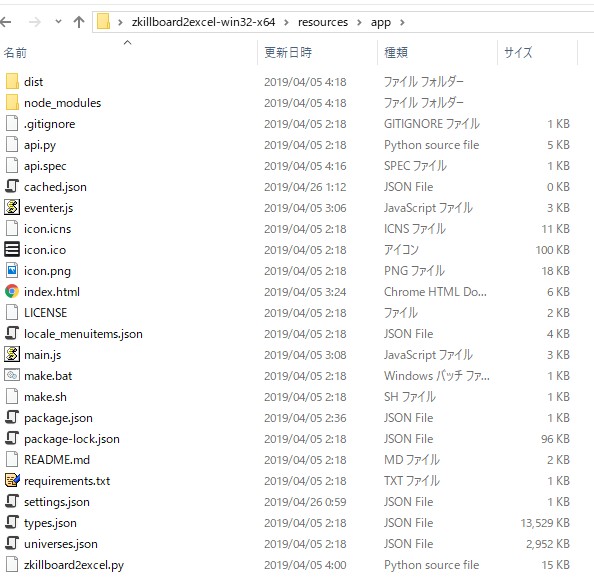 zkillboard2excel-win32-x64 › resources › app ›
名前 更新日時 種類 サイズ
dist 2019/04/05 4:18 ファイル フォルダー
node_modules 2019/04/05 4:18 ファイル フォルダー
.gitignore 2019/04/05 2:18 GITIGNORE ファイル 1 KB
api.py 2019/04/05 2:18 Python source file 5 KB
api.spec 2019/04/05 4:16 SPEC ファイル 1 KB
cached.json 2019/04/26 1:12 JSON File 0 KB
eventer.js 2019/04/05 3:06 JavaScript ファイル 3 KB
icon.icns 2019/04/05 2:18 ICNS ファイル 11 KB
icon.ico 2019/04/05 2:18 アイコン 100 KB
icon.png 2019/04/05 2:18 PNG ファイル 18 KB
index.html 2019/04/05 3:24 Chrome HTML Do... 6 KB
LICENSE 2019/04/05 2:18 ファイル 2 KB
locale_menuitems.json 2019/04/05 2:18 JSON File 4 KB
main.js 2019/04/05 3:08 JavaScript ファイル 3 KB
make.bat 2019/04/05 2:18 Windows バッチ ファ... 1 KB
make.sh 2019/04/05 2:18 SH ファイル 1 KB
package.json 2019/04/05 2:36 JSON File 1 KB
package-lock.json 2019/04/05 2:18 JSON File 96 KB
README.md 2019/04/05 2:18 MD ファイル 2 KB
requirements.txt 2019/04/05 2:18 TXT ファイル 1 KB
settings.json 2019/04/26 0:59 JSON File 1 KB
types.json 2019/04/05 2:18 JSON File 13,529 KB
universes.json 2019/04/05 2:18 JSON File 2,952 KB
zkillboard2excel.py 2019/04/05 4:00 Python source file 15 KB